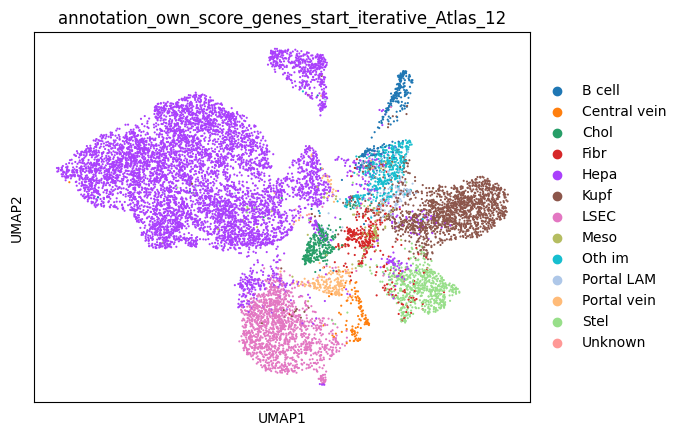 annotation_own_score_genes_start_iterative_Atlas_12
UMAP2
UMAP1
B cell
Central vein
Chol
Fibr
Hepa
Kupf
LSEC
Meso
Oth im
Portal LAM
Portal vein
Stel
Unknown